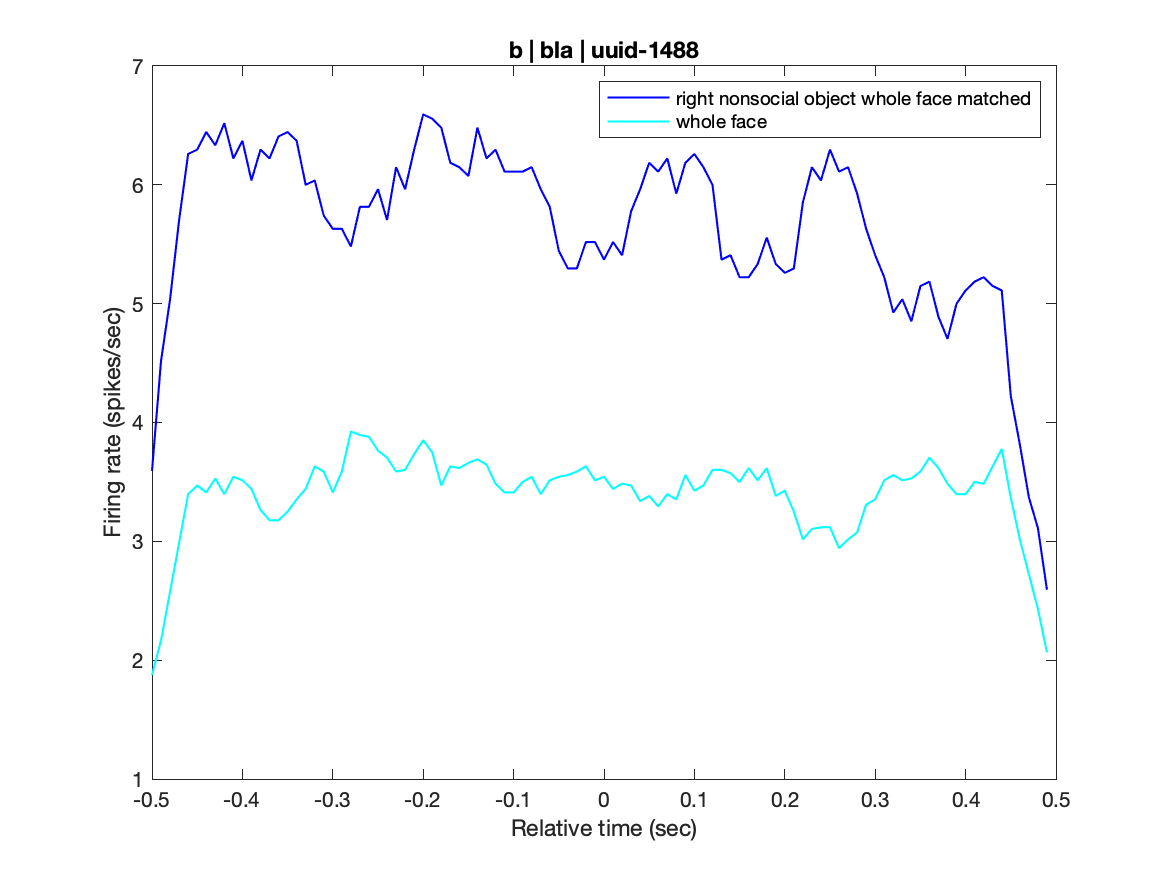 b | bla | uuid-1488
right nonsocial object whole face matched
whole face
Firing rate (spikes/sec)
7
6
5
4
3
2
1
-0.5 -0.4 -0.3 -0.2 -0.1 0 0.1 0.2 0.3 0.4 0.5
Relative time (sec)